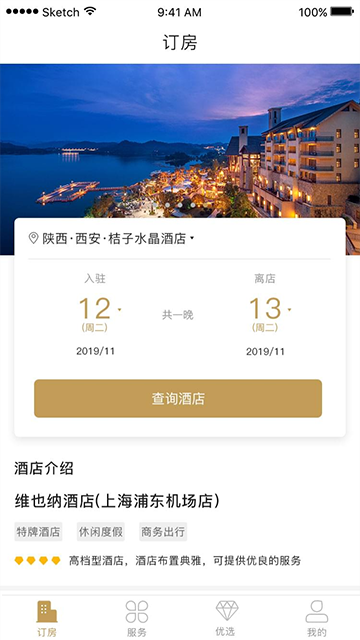 Sketch 9:41 AM 100%
订房
陕西·西安·桔子水晶酒店
入驻 离店
12 共一晚 13
(周二) (周二)
2019/11 2019/11
查询酒店
酒店介绍
维也纳酒店(上海浦东机场店)
特牌酒店 休闲度假 商务出行
高档型酒店，酒店布置典雅，可提供优良的服务
订房 服务 优选 我的